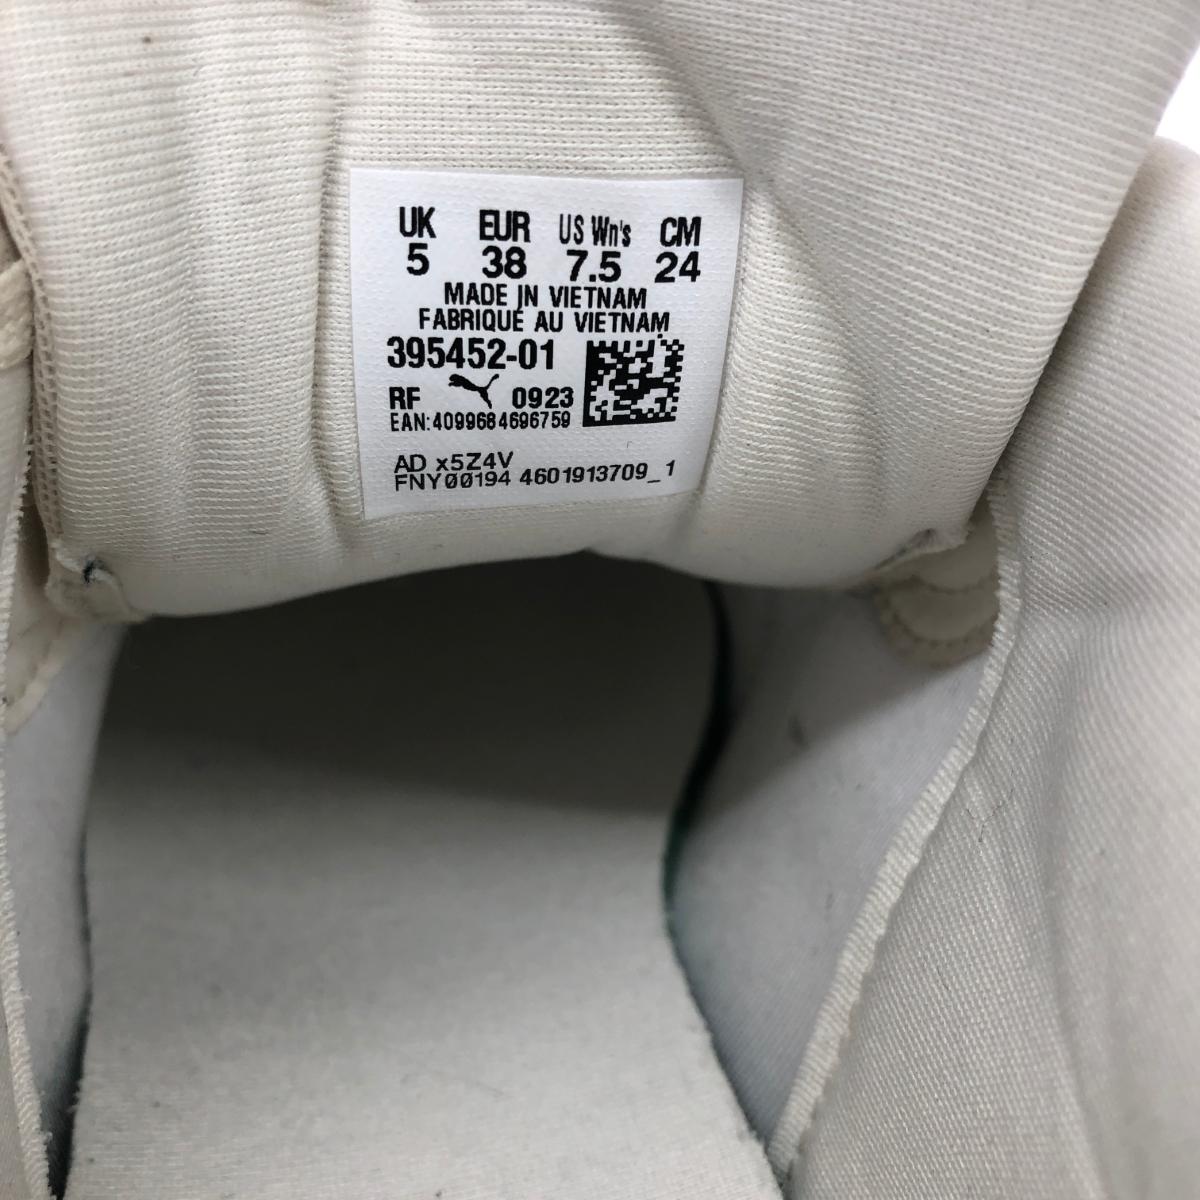 UK EUR US Wn's CM
5 38 7.5 24
MADE IN VIETNAM
FABRIQUÉ AU VIETNAM
395452-01
RF 0923
EAN:4099684696759
AD x5Z4V
FNY00194 4601913709_1